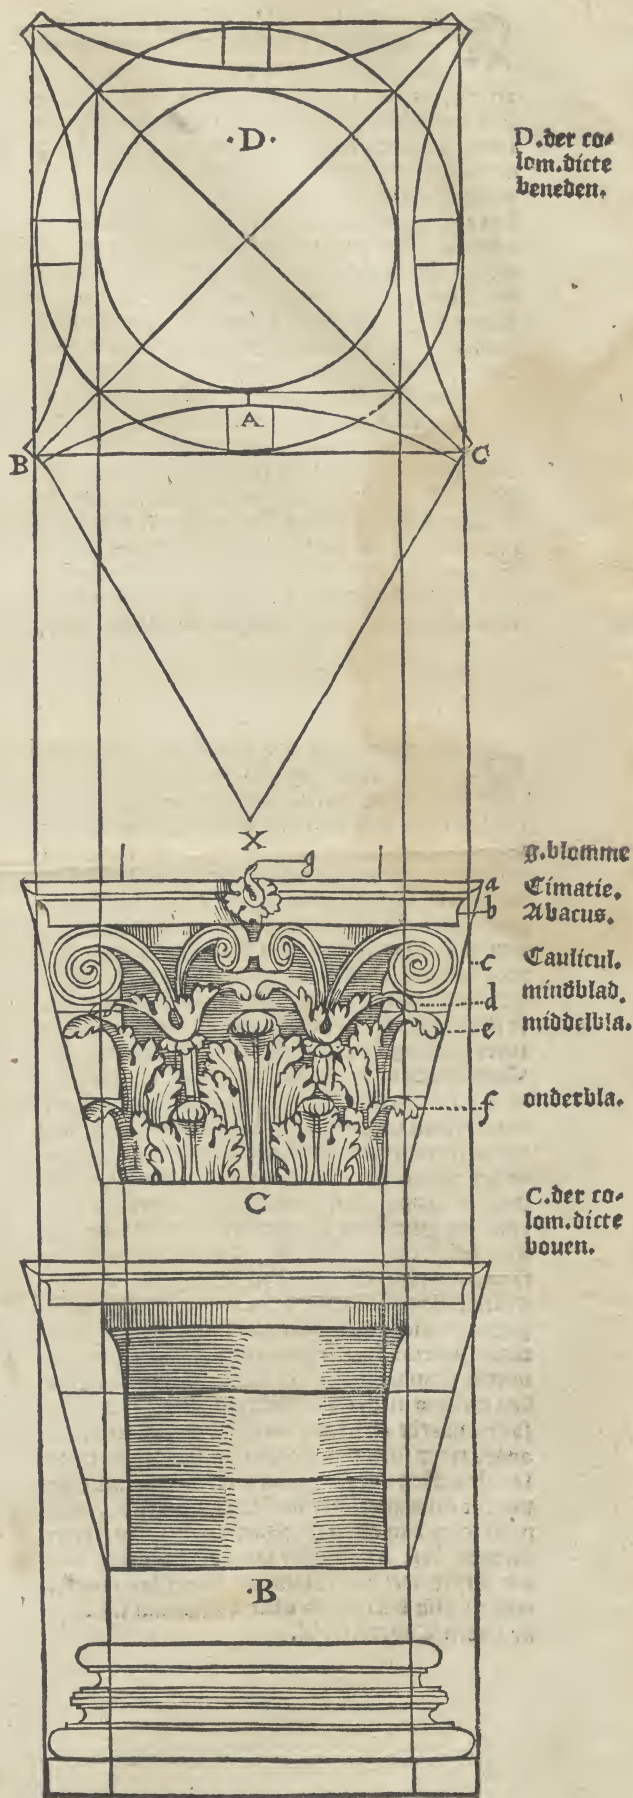 ·D·
D.der co⸗
lom.dicte
beneden.
A
B
C
X
g
g.blomme
a Cimatie.
b Abacus.
c Caulicul.
d mindblad.
e middelbla.
f onderbla.
C
C.der co⸗
lom.dicte
bouen.
·B